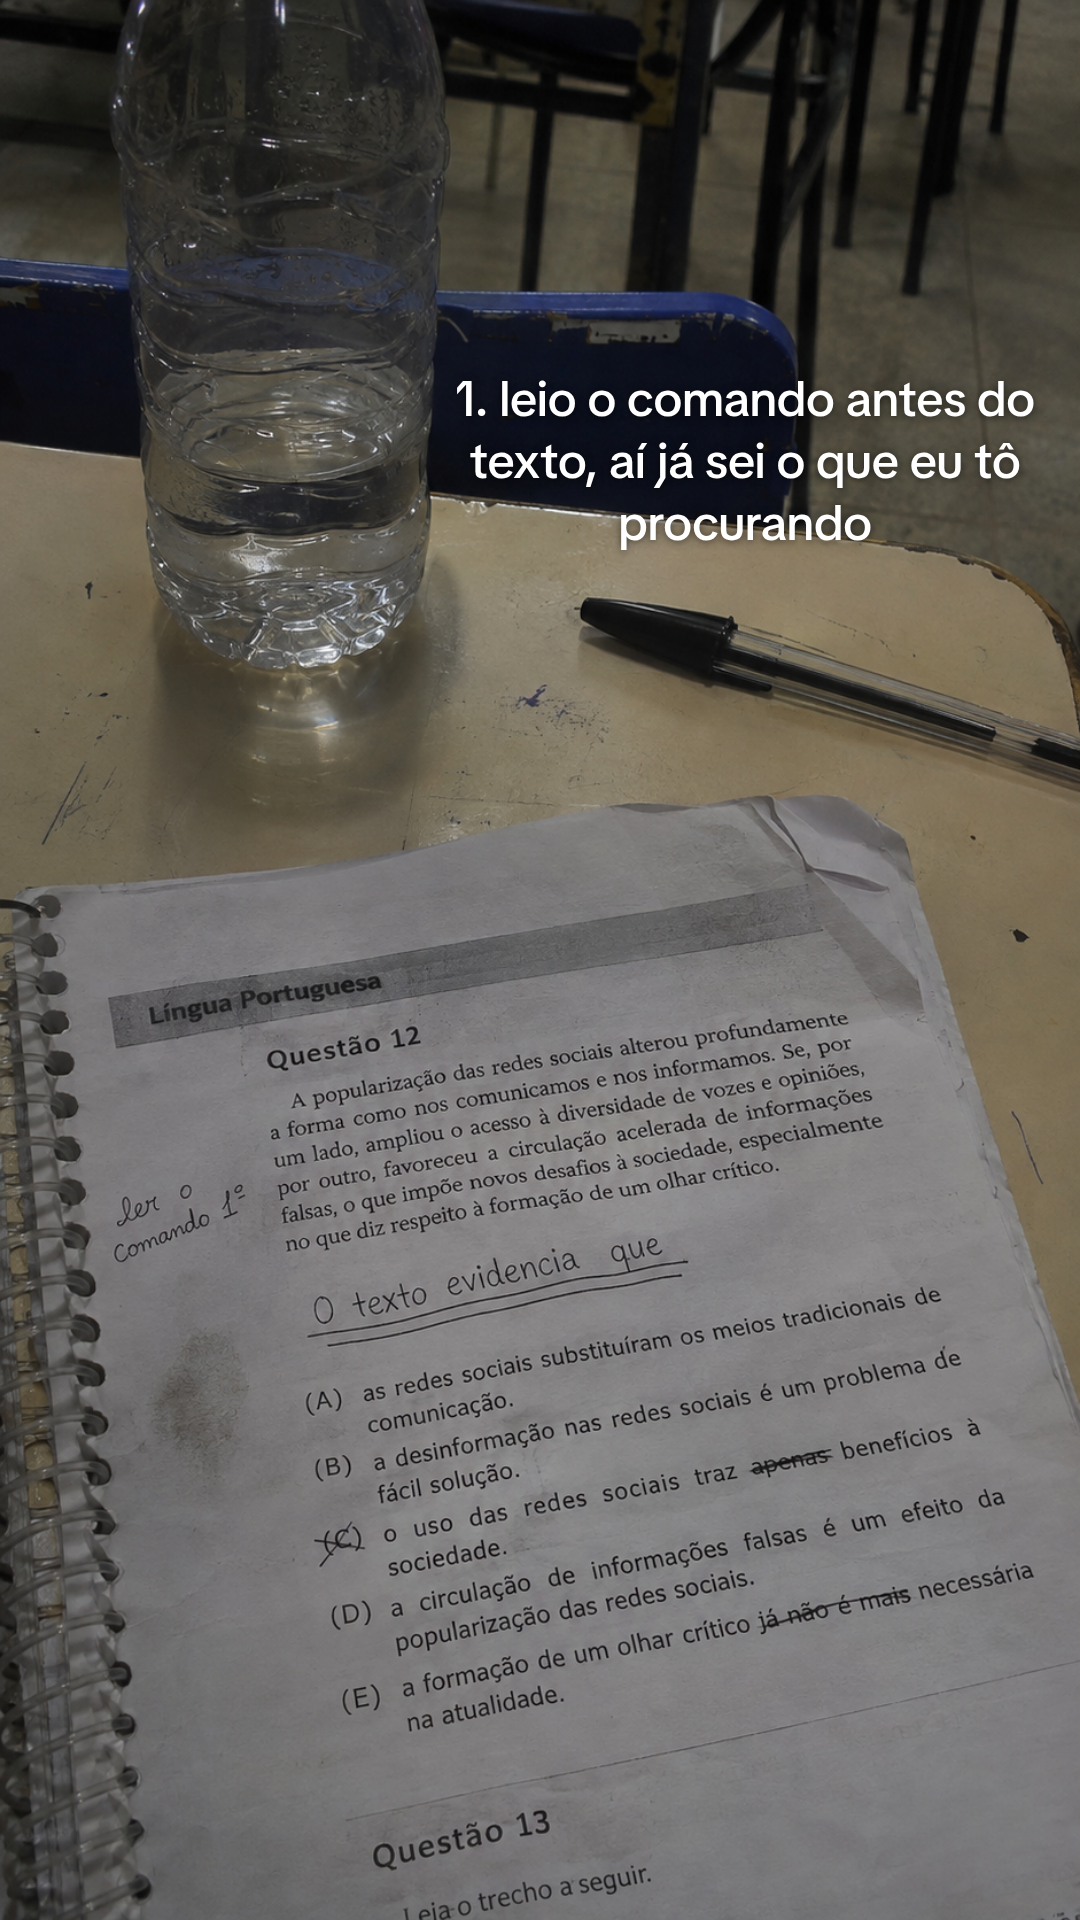 1. leio o comando antes do
texto, aí já sei o que eu tô
procurando
Língua Portuguesa
Questão 12
A popularização das redes sociais alterou profundamente
a forma como nos comunicamos e nos informamos. Se, por
um lado, ampliou o acesso à diversidade de vozes e opiniões,
por outro, favoreceu a circulação acelerada de informações
falsas, o que impõe novos desafios à sociedade, especialmente
no que diz respeito à formação de um olhar crítico.
ler o
comando 1º
O texto evidencia que
(A) as redes sociais substituíram os meios tradicionais de
comunicação.
(B) a desinformação nas redes sociais é um problema de
fácil solução.
(C) o uso das redes sociais traz apenas benefícios à
sociedade.
(D) a circulação de informações falsas é um efeito da
popularização das redes sociais.
(E) a formação de um olhar crítico já não é mais necessária
na atualidade.
Questão 13
Leia o trecho a seguir.